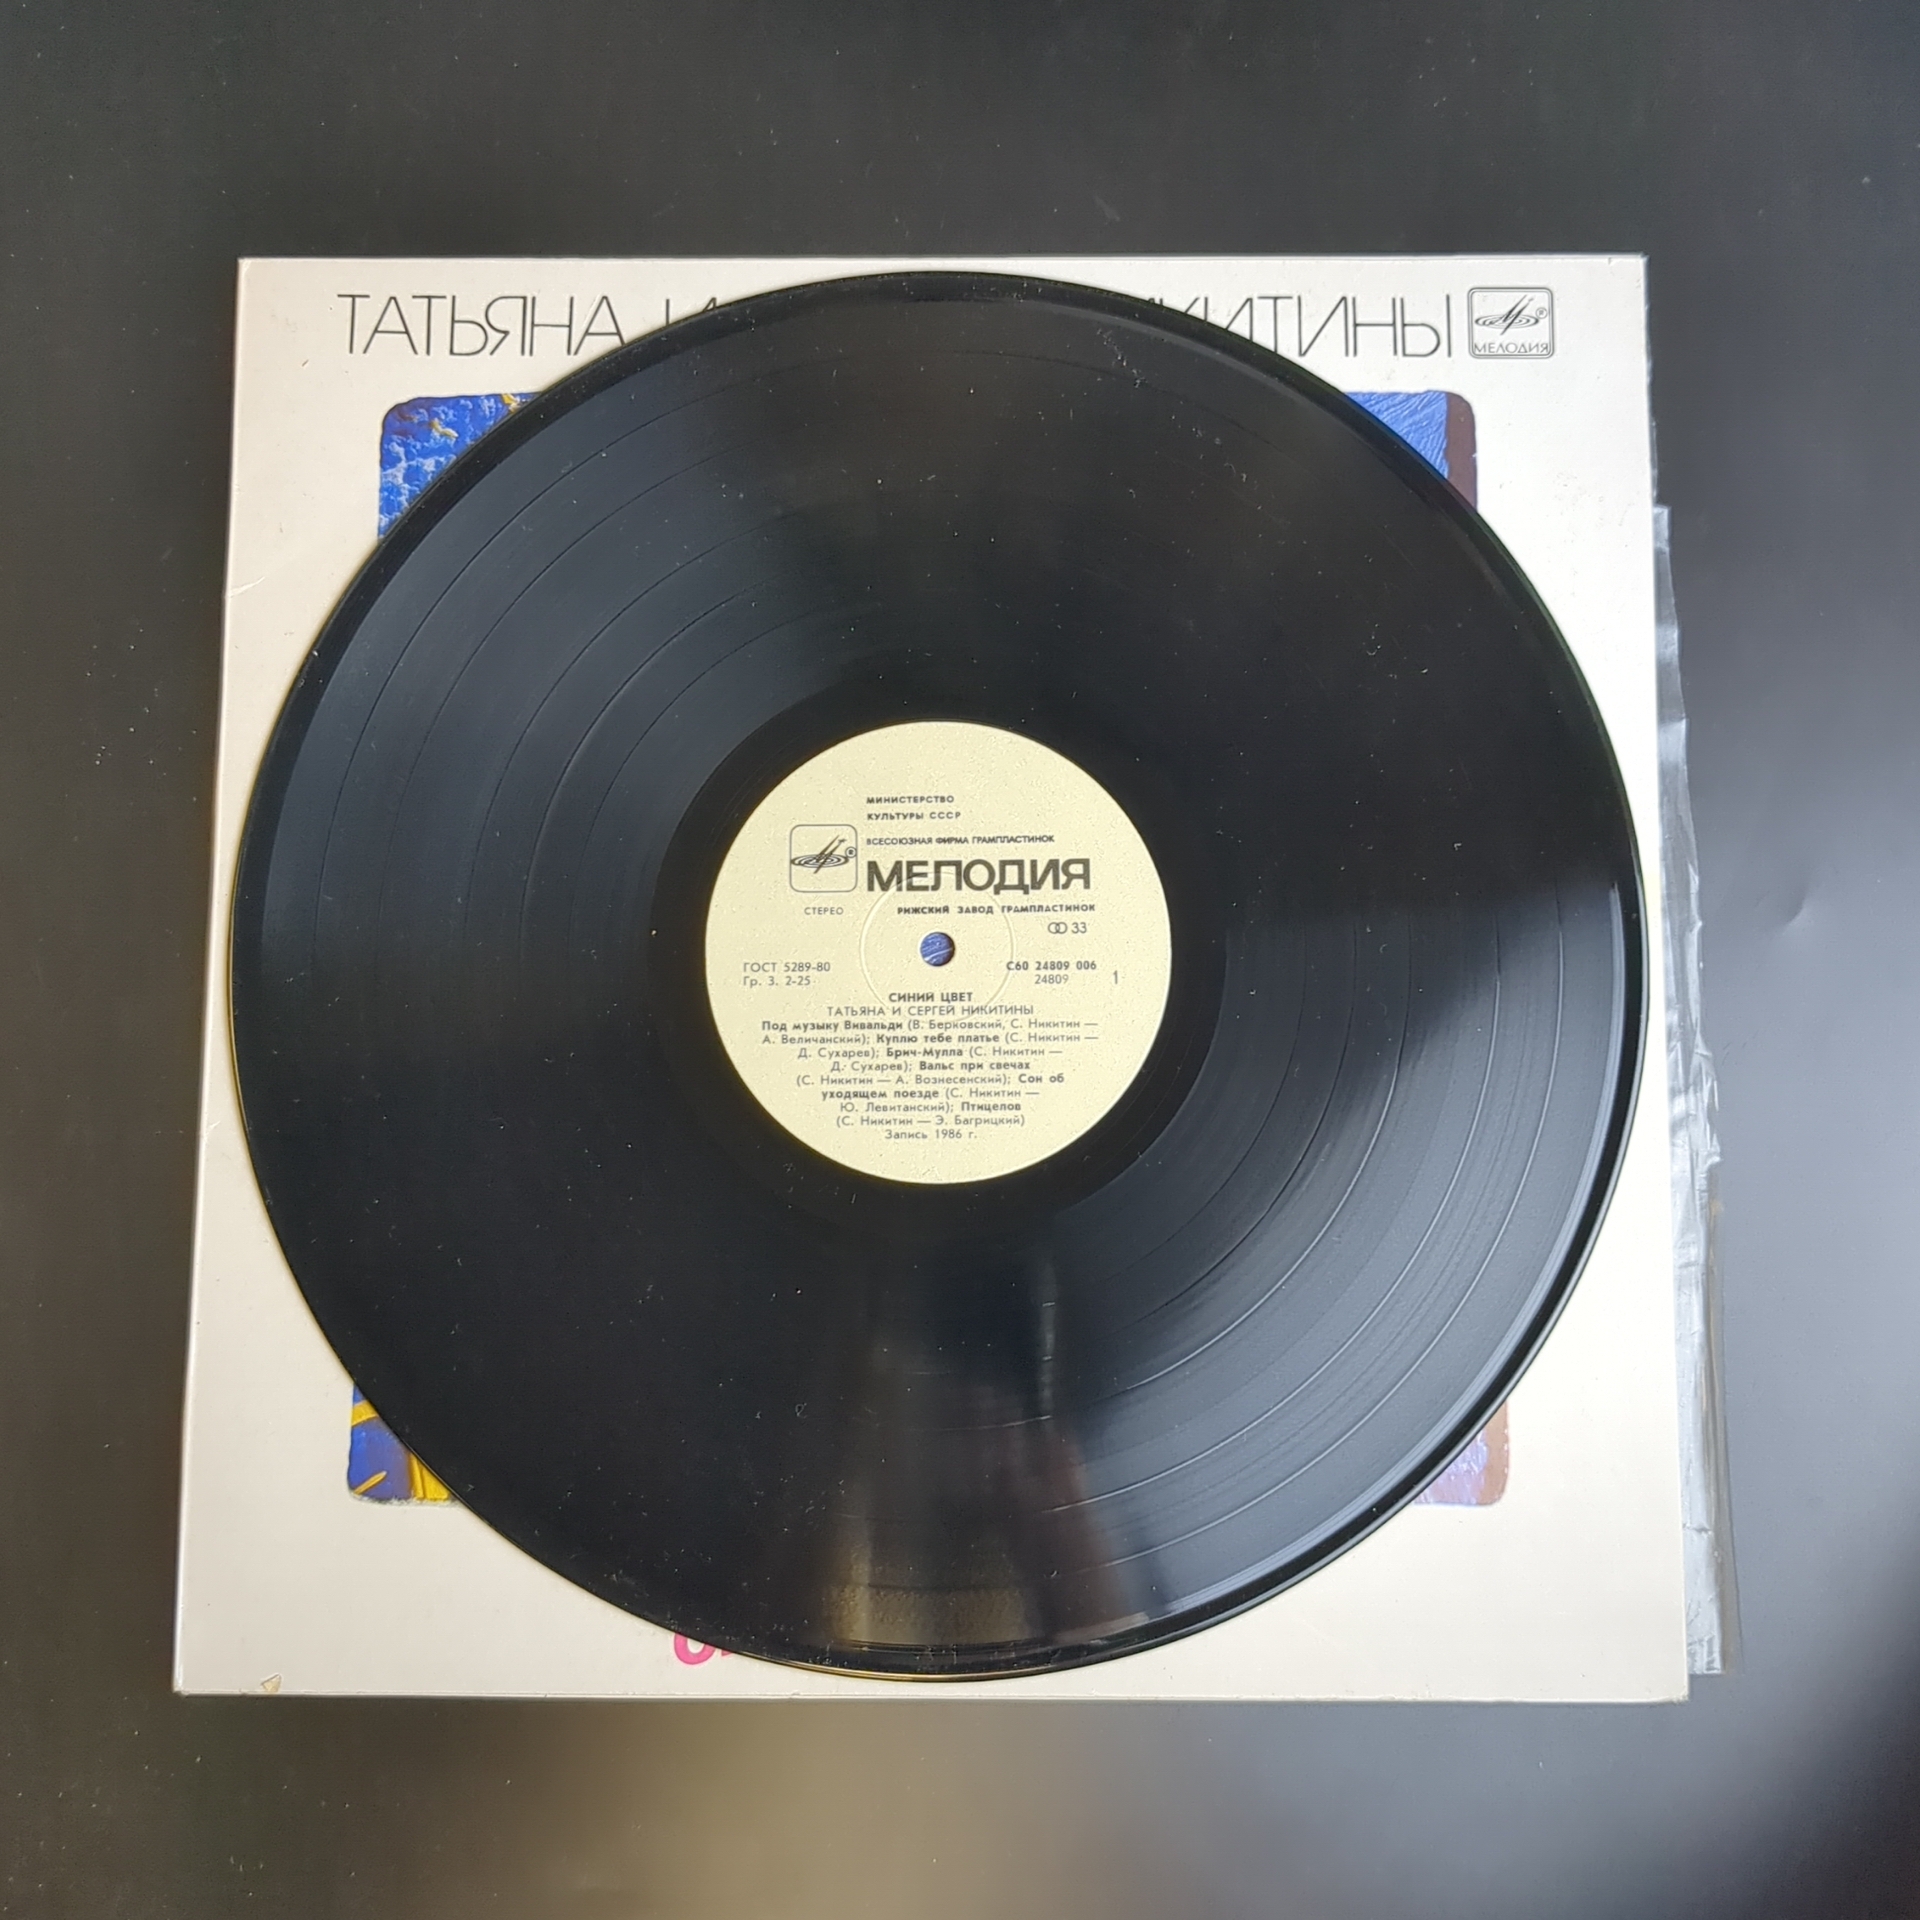 ТАТЬЯНА И
КИТИНЫ
МЕЛОДИЯ
МИНИСТЕРСТВО
КУЛЬТУРЫ СССР
ВСЕСОЮЗНАЯ ФИРМА ГРАМПЛАСТИНОК
МЕЛОДИЯ
СТЕРЕО РИЖСКИЙ ЗАВОД ГРАМПЛАСТИНОК
33
ГОСТ 5289-80 С60 24809 006
Гр. 3. 2-25 24809 1
СИНИЙ ЦВЕТ
ТАТЬЯНА И СЕРГЕЙ НИКИТИНЫ
Под музыку Вивальди (В. Берковский, С. Никитин —
А. Величанский); Куплю тебе платье (С. Никитин —
Д. Сухарев); Брич-Мулла (С. Никитин —
Д. Сухарев); Вальс при свечах
(С. Никитин — А. Вознесенский); Сон об
уходящем поезде (С. Никитин —
Ю. Левитанский); Птицелов
(С. Никитин — Э. Багрицкий)
Запись 1986 г.